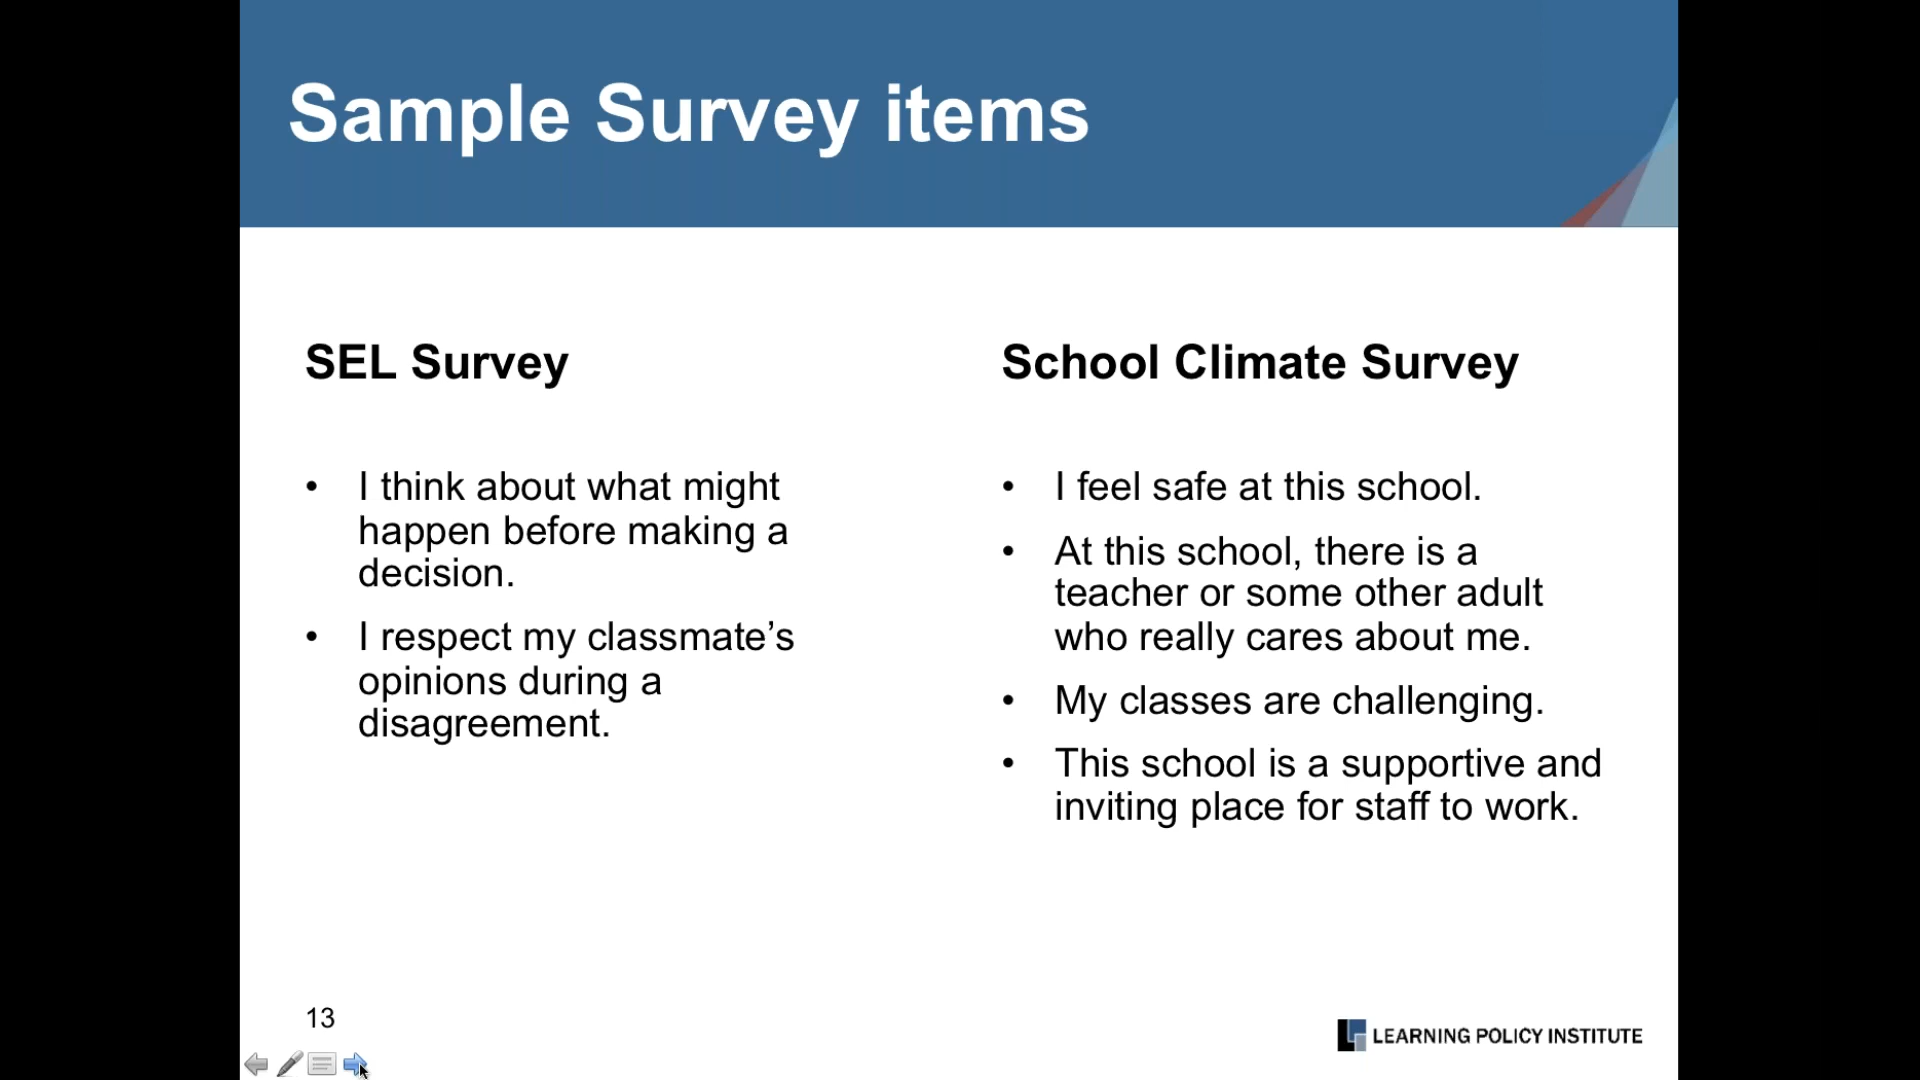 Sample Survey items
SEL Survey
• I think about what might
happen before making a
decision.
• I respect my classmate’s
opinions during a
disagreement.
School Climate Survey
• I feel safe at this school.
• At this school, there is a
teacher or some other adult
who really cares about me.
• My classes are challenging.
• This school is a supportive and
inviting place for staff to work.
13
LEARNING POLICY INSTITUTE